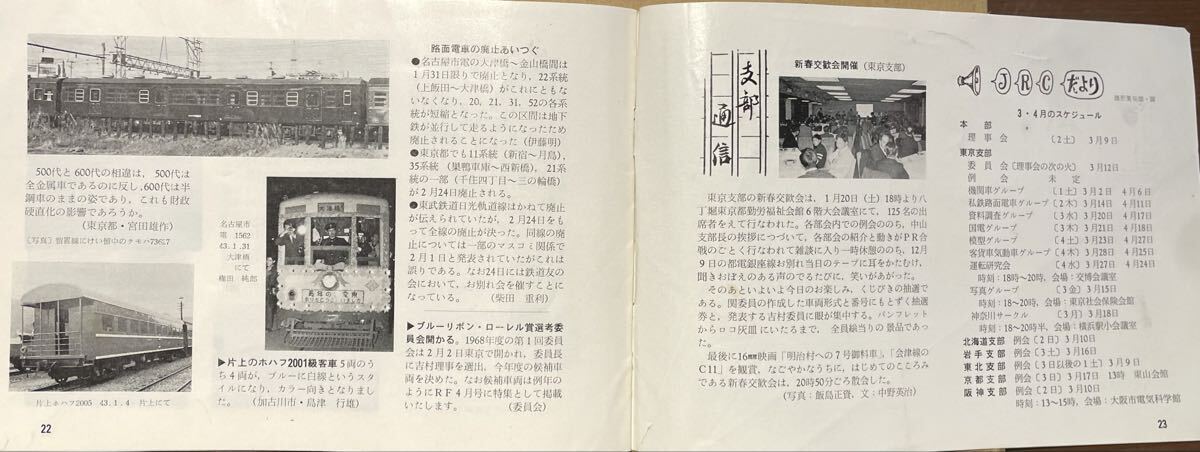 500代と600代の相違は，500代は
全金属車であるのに反し，600代は半
鋼車のままの姿であり，これも財政
硬直化の影響であろうか。
（東京都・宮田雄作）
〔写真〕留置線にけい留中のクモハ73617
片上ホハフ2005 43.1.4 片上にて
名古屋市
電 1562
43.1.31
大津橋
にて
権田 純郎
▶片上のホハフ2001級客車 5両のう
ち4両が，ブルーに白線というスタ
イルになり，カラー向きとなりまし
た。（加古川市・島津 行雄）
路面電車の廃止あいつぐ
●名古屋市電の大津橋〜金山橋間は
1月31日限りで廃止となり，22系統
（上飯田〜大津橋）がこれにともな
いなくなり，20，21，31，52の各系
統が短縮となった。この区間は地下
鉄が並行して走るようになったため
廃止されることになった（伊藤明）
●東京都でも11系統（新宿〜月島），
35系統（巣鴨車庫〜西新橋），21系
統の一部（千住四丁目〜三の輪橋）
が2月24日廃止される。
●東武鉄道日光軌道線はかねて廃止
が伝えられていたが，2月24日をも
って全線の廃止が決った。同線の廃
止については一部のマスコミ関係で
2月1日と発表されていたがこれは
誤りである。なお24日には鉄道友の
会において，お別れ会を催すことに
なっている。（柴田 重利）
▶ブルーリボン・ローレル賞選考委
員会開かる。1968年度の第1回委員
会は2月2日東京で開かれ，委員長
に吉村理事を選出，今年度の候補車
両を決めた。なお候補車両は例年の
ようにRF4月号に特集として掲載
いたします。（委員会）
22
支部
通信
新春交歓会開催（東京支部）
東京支部の新春交歓会は，1月20日（土）18時より八
丁堀東京都勤労福祉会館6階大会議室にて，125名の出
席者をえて行なわれた。各部会内での例会ののち，中山
支部長の挨拶につづいて，各部会の紹介と動きがPR合
戦のごとく行なわれて雑談に入り一時休憩ののち，12月
9日の都電銀座線お別れ当日のテープに耳をかたむけ，
聞きおぼえのある声のでるたびに，笑いがあがった。
そのあといよいよ今日のお楽しみ，くじびきの抽選で
ある。関委員の作成した車両形式と番号にもとずく抽選
券と，発表する吉村委員に眼が集中する。パンフレット
からロコ灰皿にいたるまで，全員総当りの景品であっ
た。
最後に16㎜映画「明治村への7号御料車」，「会津線の
C11」を観賞，なごやかなうちに，はじめてのこころみ
である新春交歓会は，20時50分ごろ散会した。
（写真：飯島正資，文：中野英治）
JRCだより
3・4月のスケジュール
本部
理事会 〔2土〕 3月9日
東京支部
委員会〔理事会の次の火〕 3月12日
例会 未定
機関車グループ 〔1土〕3月2日 4月6日
私鉄路面電車グループ 〔2木〕3月14日 4月11日
資料調査グループ 〔3水〕3月20日 4月17日
国電グループ 〔3木〕3月21日 4月18日
模型グループ 〔4土〕3月23日 4月27日
客貨車気動車グループ 〔4木〕3月28日 4月25日
運転研究会 〔4水〕3月27日 4月24日
時刻：18時〜20時，会場：交博会議室
写真グループ 〔3金〕3月15日
時刻：18〜20時，会場：東京社会保険会館
神奈川サークル 〔3月〕3月18日
時刻：18〜20時半，会場：横浜駅小会議室
北海道支部 例会〔2日〕3月10日
岩手支部 例会〔3土〕3月16日
東北支部 例会〔3日以後の1土〕3月9日
京都支部 例会〔3日〕3月17日 13時 東山会館
阪神支部 例会〔2日〕3月10日
時刻：13〜15時，会場：大阪市電気科学館
23